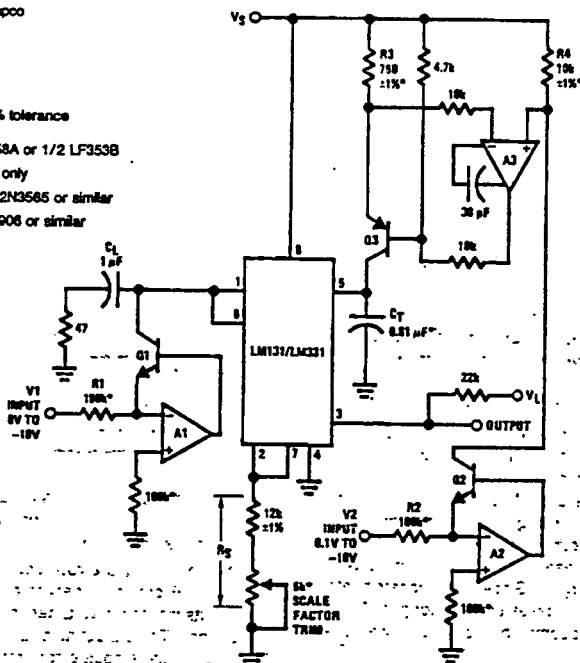 apco
% tolerance
58A or 1/2 LF353B
only
2N3565 or similar
906 or similar
VS
R3
750
±1%*
4.7k
R4
10k
±1%*
10k
A3
30 pF
Q3
10k
CL
1 µF
47
8
1
6
5
LM131/LM331
CT
0.01 µF*
Q1
V1
INPUT
0V TO
-10V
R1
100k*
A1
100k*
3
22k
VL
OUTPUT
2
7
4
RS
12k
±1%
5k*
SCALE
FACTOR
TRIM
Q2
V2
INPUT
0.1V TO
-10V
R2
100k*
A2
100k*